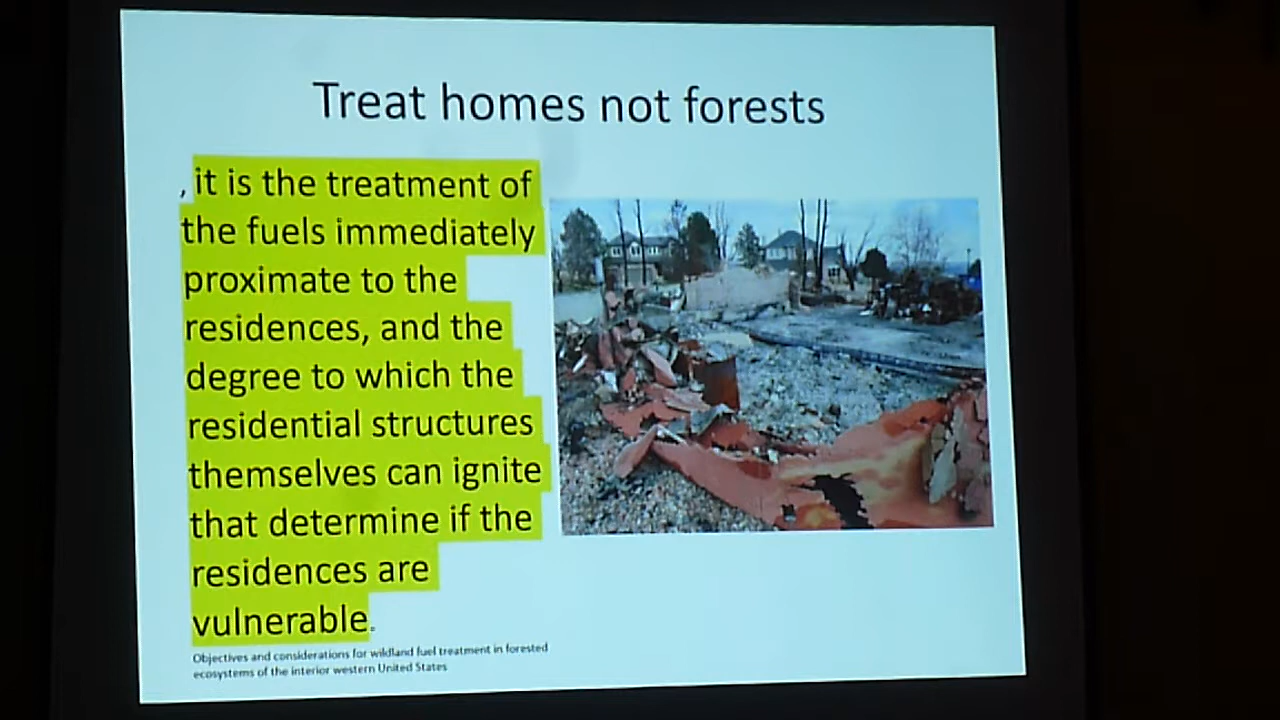 Treat homes not forests
, it is the treatment of
the fuels immediately
proximate to the
residences, and the
degree to which the
residential structures
themselves can ignite
that determine if the
residences are
vulnerable.
Objectives and considerations for wildland fuel treatment in forested
ecosystems of the interior western United States